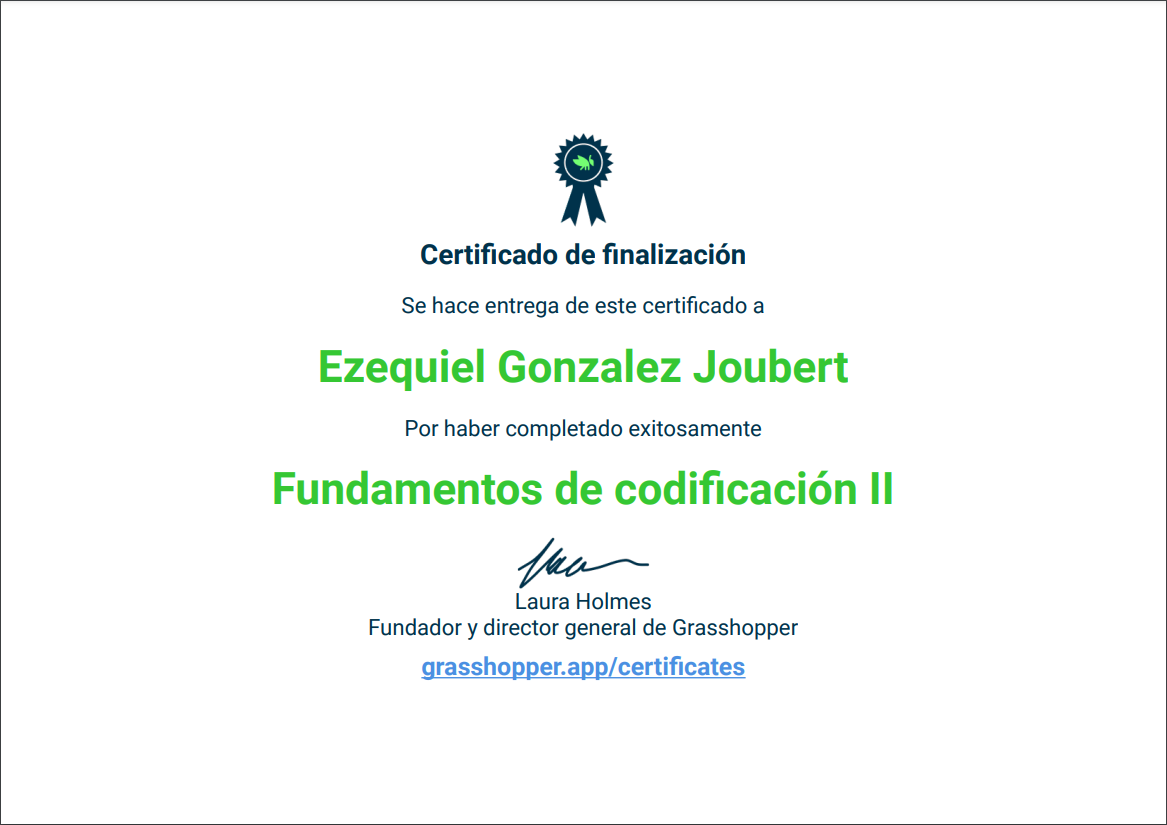 Certificado de finalización
Se hace entrega de este certificado a
Ezequiel Gonzalez Joubert
Por haber completado exitosamente
Fundamentos de codificación II
Laura Holmes
Fundador y director general de Grasshopper
grasshopper.app/certificates